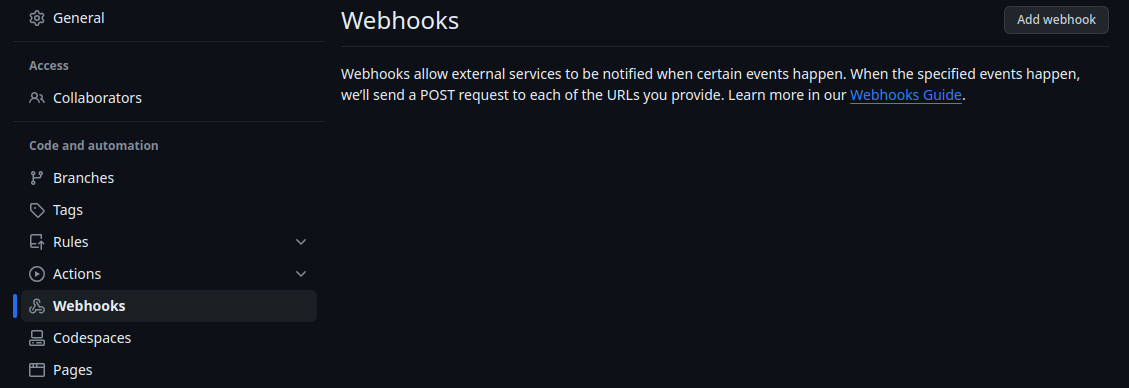 General
Access
Collaborators
Code and automation
Branches
Tags
Rules
Actions
Webhooks
Codespaces
Pages
Webhooks
Add webhook
Webhooks allow external services to be notified when certain events happen. When the specified events happen,
we’ll send a POST request to each of the URLs you provide. Learn more in our Webhooks Guide.